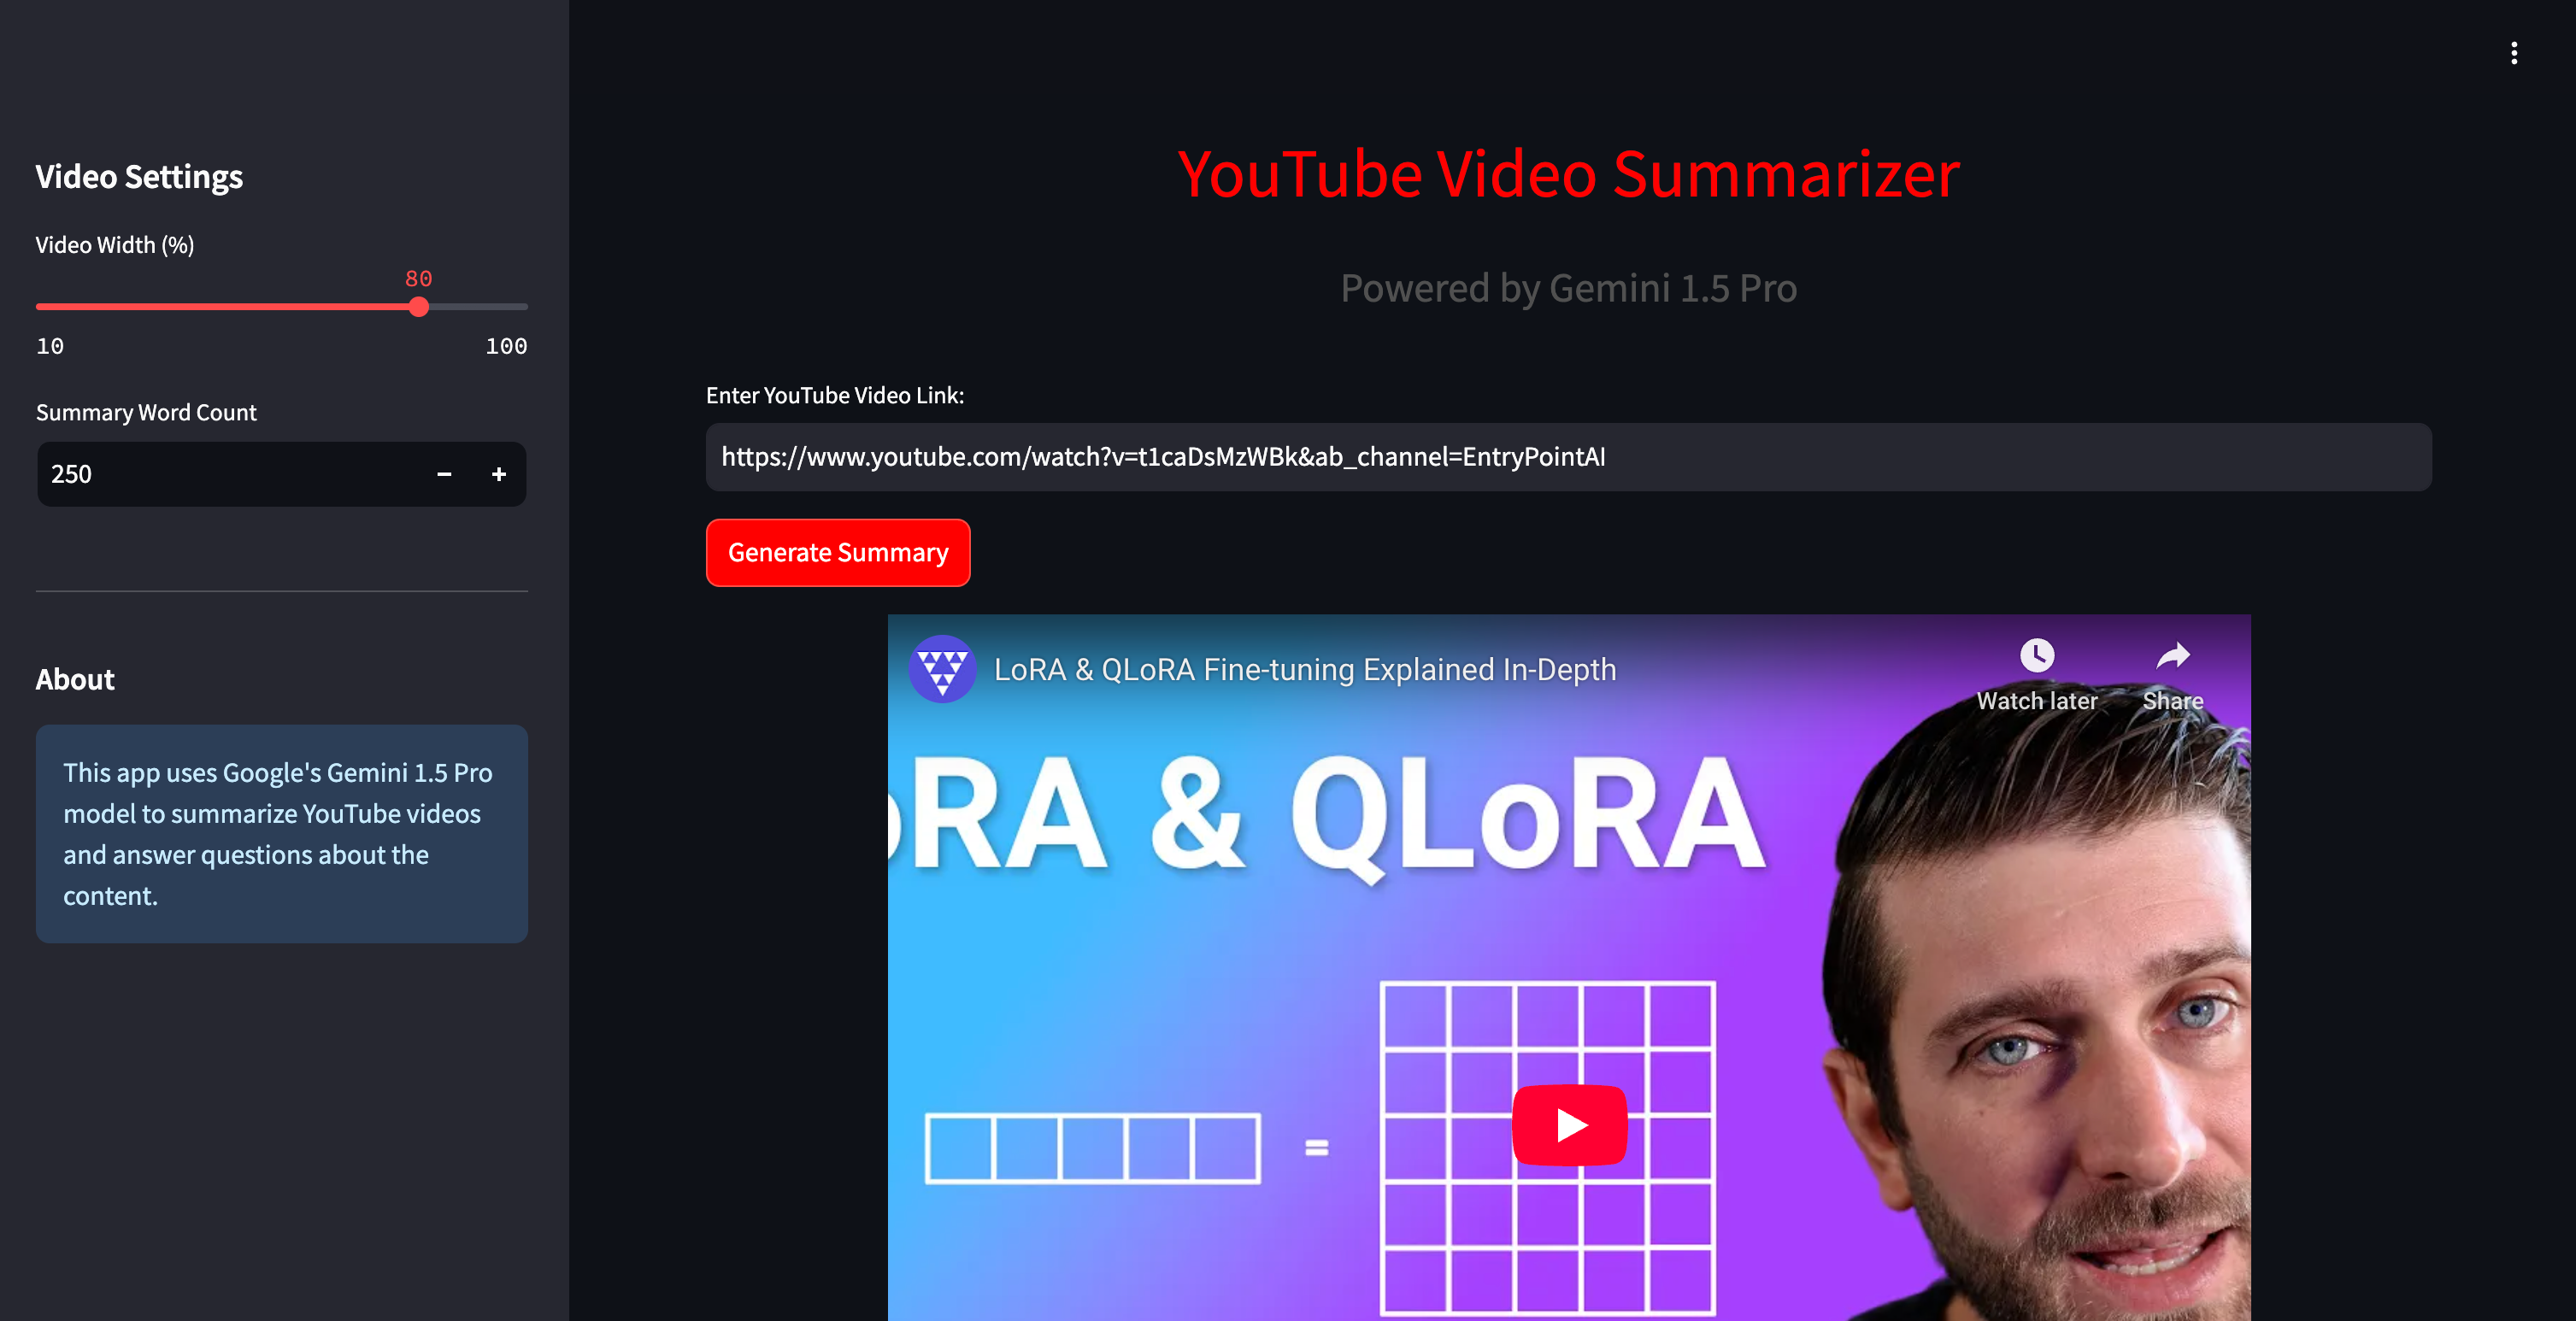 Video Settings
Video Width (%)
80
10 100
Summary Word Count
250 − +
About
This app uses Google's Gemini 1.5 Pro
model to summarize YouTube videos
and answer questions about the
content.
YouTube Video Summarizer
Powered by Gemini 1.5 Pro
Enter YouTube Video Link:
https://www.youtube.com/watch?v=t1caDsMzWBk&ab_channel=EntryPointAI
Generate Summary
LoRA & QLoRA Fine-tuning Explained In-Depth
Watch later Share
oRA & QLoRA
=